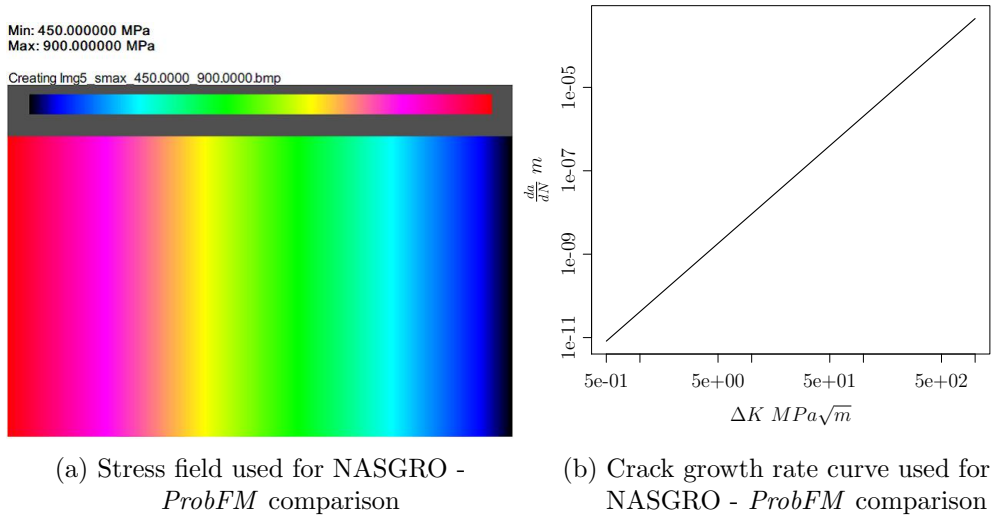 Min: 450.000000 MPa
Max: 900.000000 MPa
Creating Img5_smax_450.0000_900.0000.bmp
da/dN m
1e-05
1e-07
1e-09
1e-11
5e-01 5e+00 5e+01 5e+02
ΔK MPa√m
(a) Stress field used for NASGRO -
ProbFM comparison
(b) Crack growth rate curve used for
NASGRO - ProbFM comparison